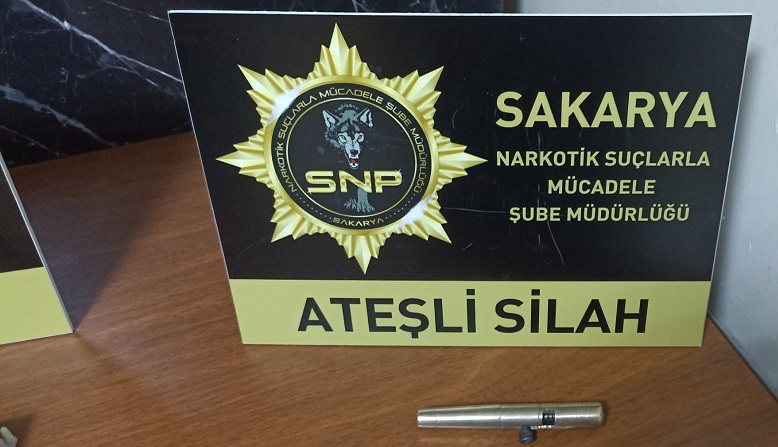 NARKOTİK SUÇLARLA MÜCADELE ŞUBE MÜDÜRLÜĞÜ
SNP
SAKARYA
SAKARYA
NARKOTİK SUÇLARLA
MÜCADELE
ŞUBE MÜDÜRLÜĞÜ
ATEŞLİ SİLAH